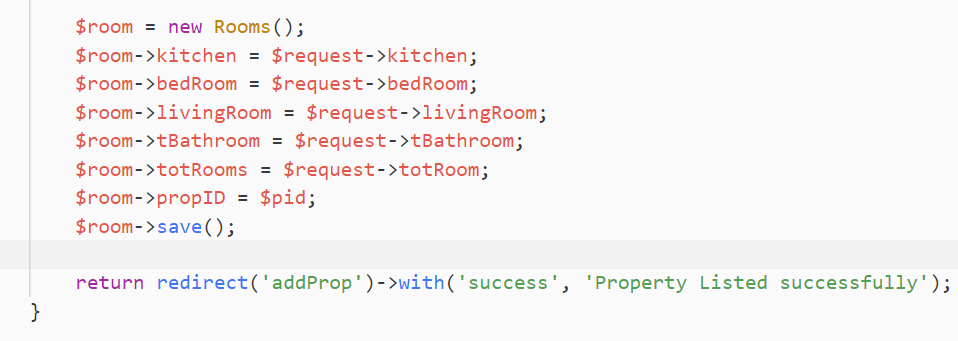 $room = new Rooms();
$room->kitchen = $request->kitchen;
$room->bedRoom = $request->bedRoom;
$room->livingRoom = $request->livingRoom;
$room->tBathroom = $request->tBathroom;
$room->totRooms = $request->totRoom;
$room->propID = $pid;
$room->save();
return redirect('addProp')->with('success', 'Property Listed successfully');
}